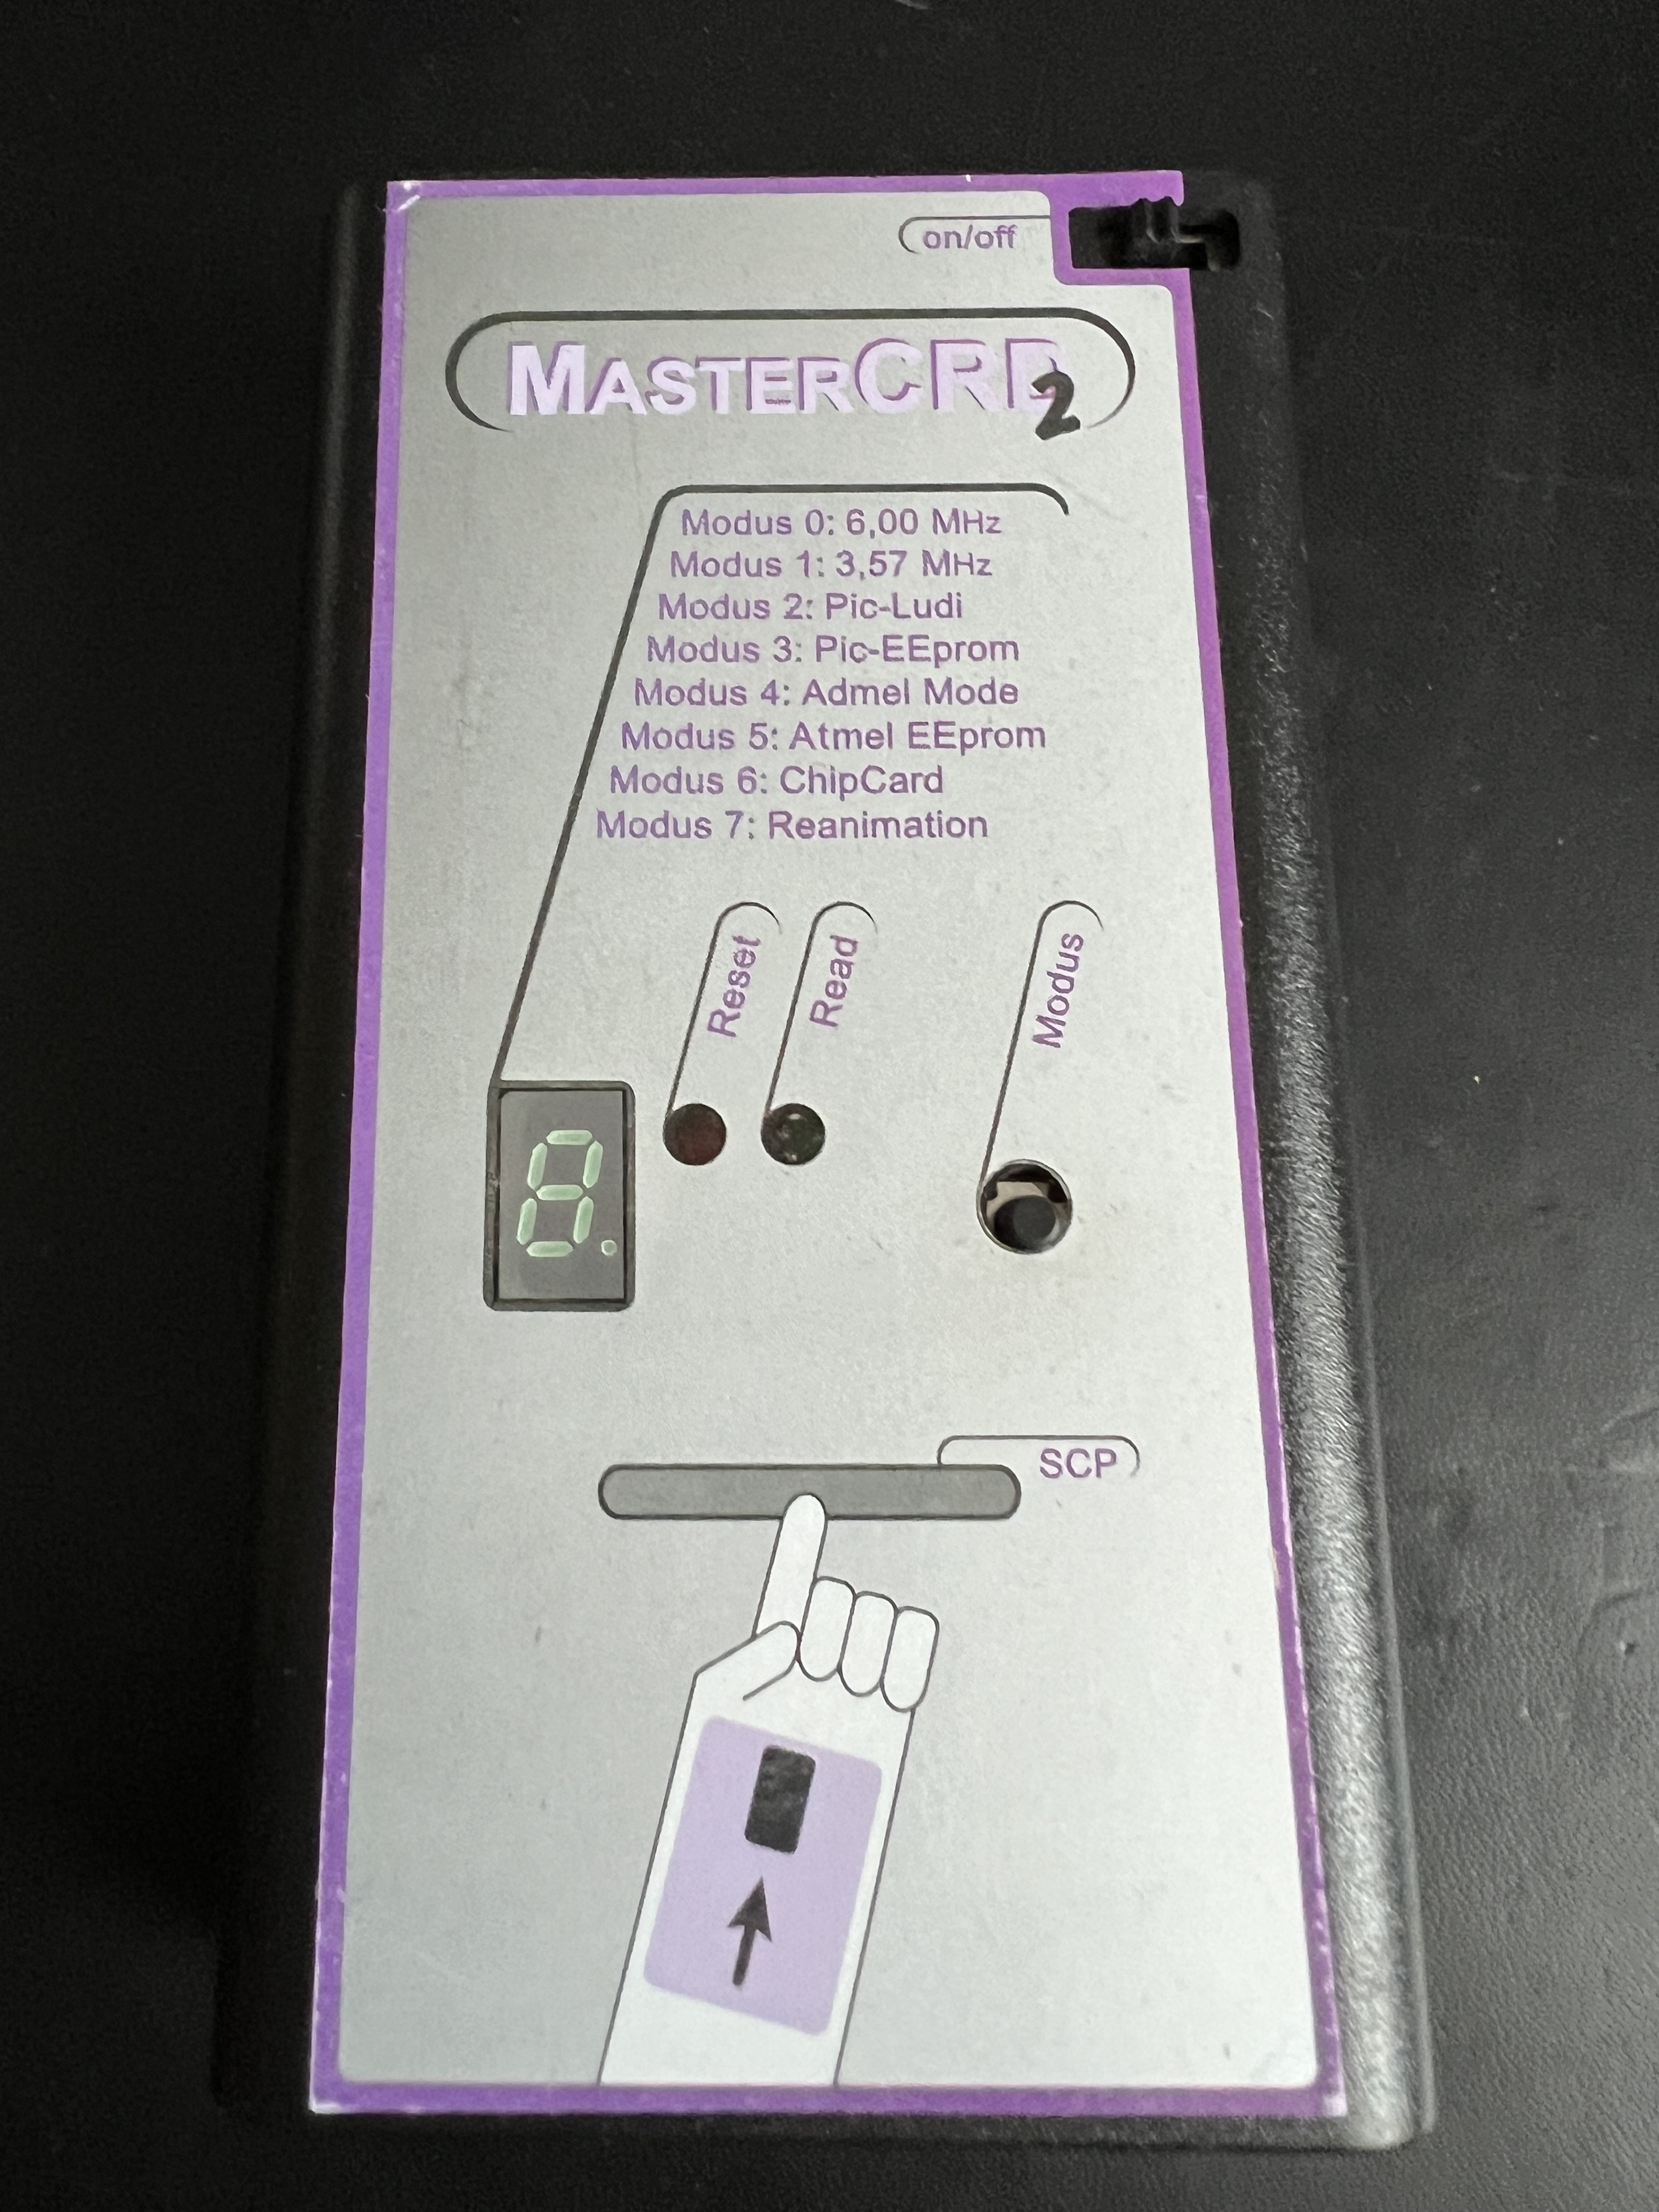 on/off
MASTERCRD2
Modus 0: 6,00 MHz
Modus 1: 3,57 MHz
Modus 2: Pic-Ludi
Modus 3: Pic-EEprom
Modus 4: Admel Mode
Modus 5: Atmel EEprom
Modus 6: ChipCard
Modus 7: Reanimation
Reset
Read
Modus
8.
SCP